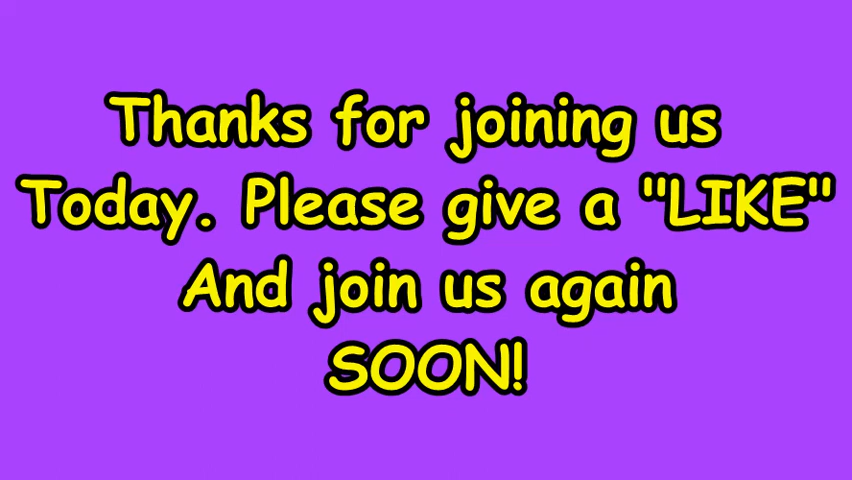 Thanks for joining us
Today. Please give a "LIKE"
And join us again
SOON!